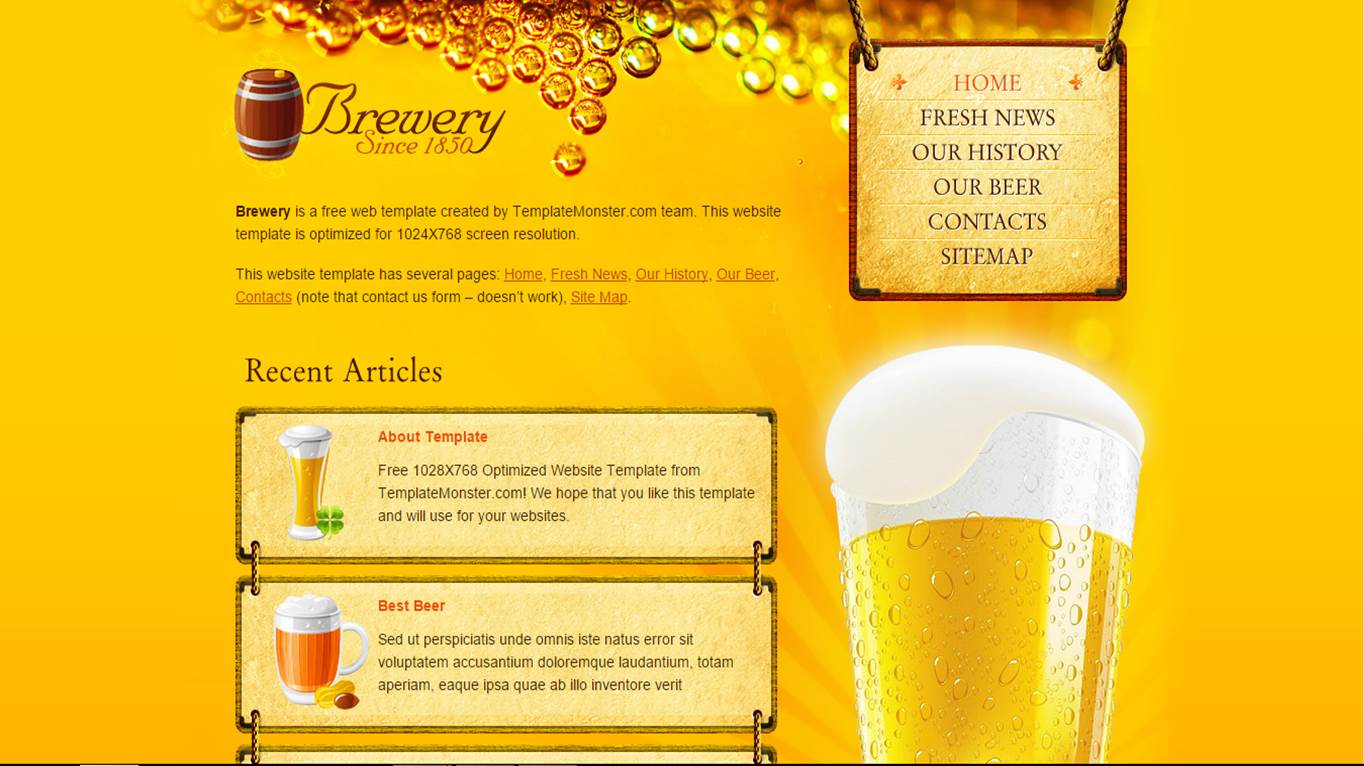 Brewery
Since 1850
HOME
FRESH NEWS
OUR HISTORY
OUR BEER
CONTACTS
SITEMAP
Brewery is a free web template created by TemplateMonster.com team. This website
template is optimized for 1024X768 screen resolution.
This website template has several pages: Home, Fresh News, Our History, Our Beer,
Contacts (note that contact us form – doesn't work), Site Map.
Recent Articles
About Template
Free 1028X768 Optimized Website Template from
TemplateMonster.com! We hope that you like this template
and will use for your websites.
Best Beer
Sed ut perspiciatis unde omnis iste natus error sit
voluptatem accusantium doloremque laudantium, totam
aperiam, eaque ipsa quae ab illo inventore verit